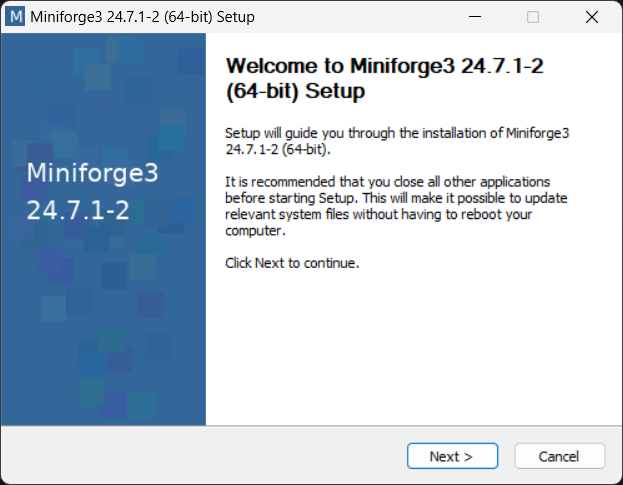 M Miniforge3 24.7.1-2 (64-bit) Setup
Miniforge3
24.7.1-2
Welcome to Miniforge3 24.7.1-2
(64-bit) Setup
Setup will guide you through the installation of Miniforge3
24.7.1-2 (64-bit).
It is recommended that you close all other applications
before starting Setup. This will make it possible to update
relevant system files without having to reboot your
computer.
Click Next to continue.
Next >
Cancel